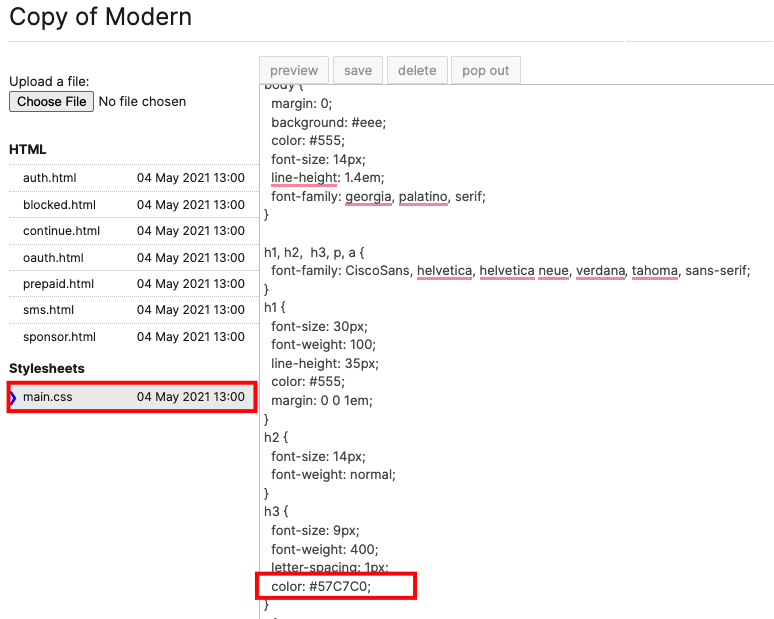 Copy of Modern
Upload a file:
Choose File No file chosen
HTML
auth.html 04 May 2021 13:00
blocked.html 04 May 2021 13:00
continue.html 04 May 2021 13:00
oauth.html 04 May 2021 13:00
prepaid.html 04 May 2021 13:00
sms.html 04 May 2021 13:00
sponsor.html 04 May 2021 13:00
Stylesheets
main.css 04 May 2021 13:00
preview save delete pop out
body {
margin: 0;
background: #eee;
color: #555;
font-size: 14px;
line-height: 1.4em;
font-family: georgia, palatino, serif;
}
h1, h2,  h3, p, a {
font-family: CiscoSans, helvetica, helvetica neue, verdana, tahoma, sans-serif;
}
h1 {
font-size: 30px;
font-weight: 100;
line-height: 35px;
color: #555;
margin: 0 0 1em;
}
h2 {
font-size: 14px;
font-weight: normal;
}
h3 {
font-size: 9px;
font-weight: 400;
letter-spacing: 1px;
color: #57C7C0;
}